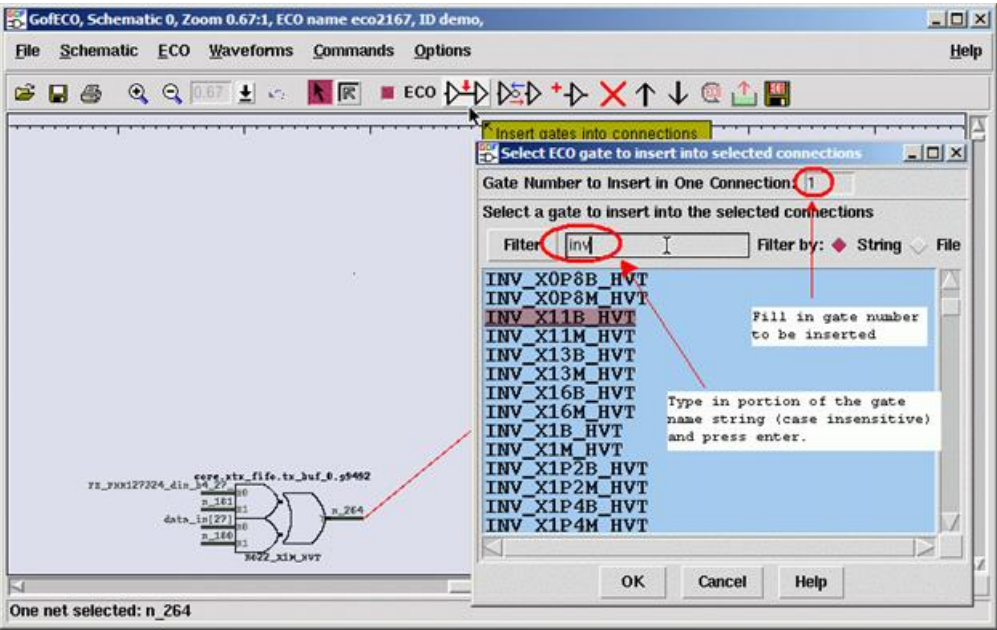 GofECO, Schematic 0, Zoom 0.67:1, ECO name eco2167, ID demo,
File Schematic ECO Waveforms Commands Options Help
0.67 ECO
Insert gates into connections
Select ECO gate to insert into selected connections
Gate Number to Insert in One Connection: 1
Select a gate to insert into the selected connections
Filter inv Filter by: String File
INV_X0P8B_HVT
INV_X0P8M_HVT
INV_X11B_HVT
INV_X11M_HVT
INV_X13B_HVT
INV_X13M_HVT
INV_X16B_HVT
INV_X16M_HVT
INV_X1B_HVT
INV_X1M_HVT
INV_X1P2B_HVT
INV_X1P2M_HVT
INV_X1P4B_HVT
INV_X1P4M_HVT
Fill in gate number
to be inserted
Type in portion of the gate
name string (case insensitive)
and press enter.
n_181
data_in[27]
n_180
n_264
OK Cancel Help
One net selected: n_264